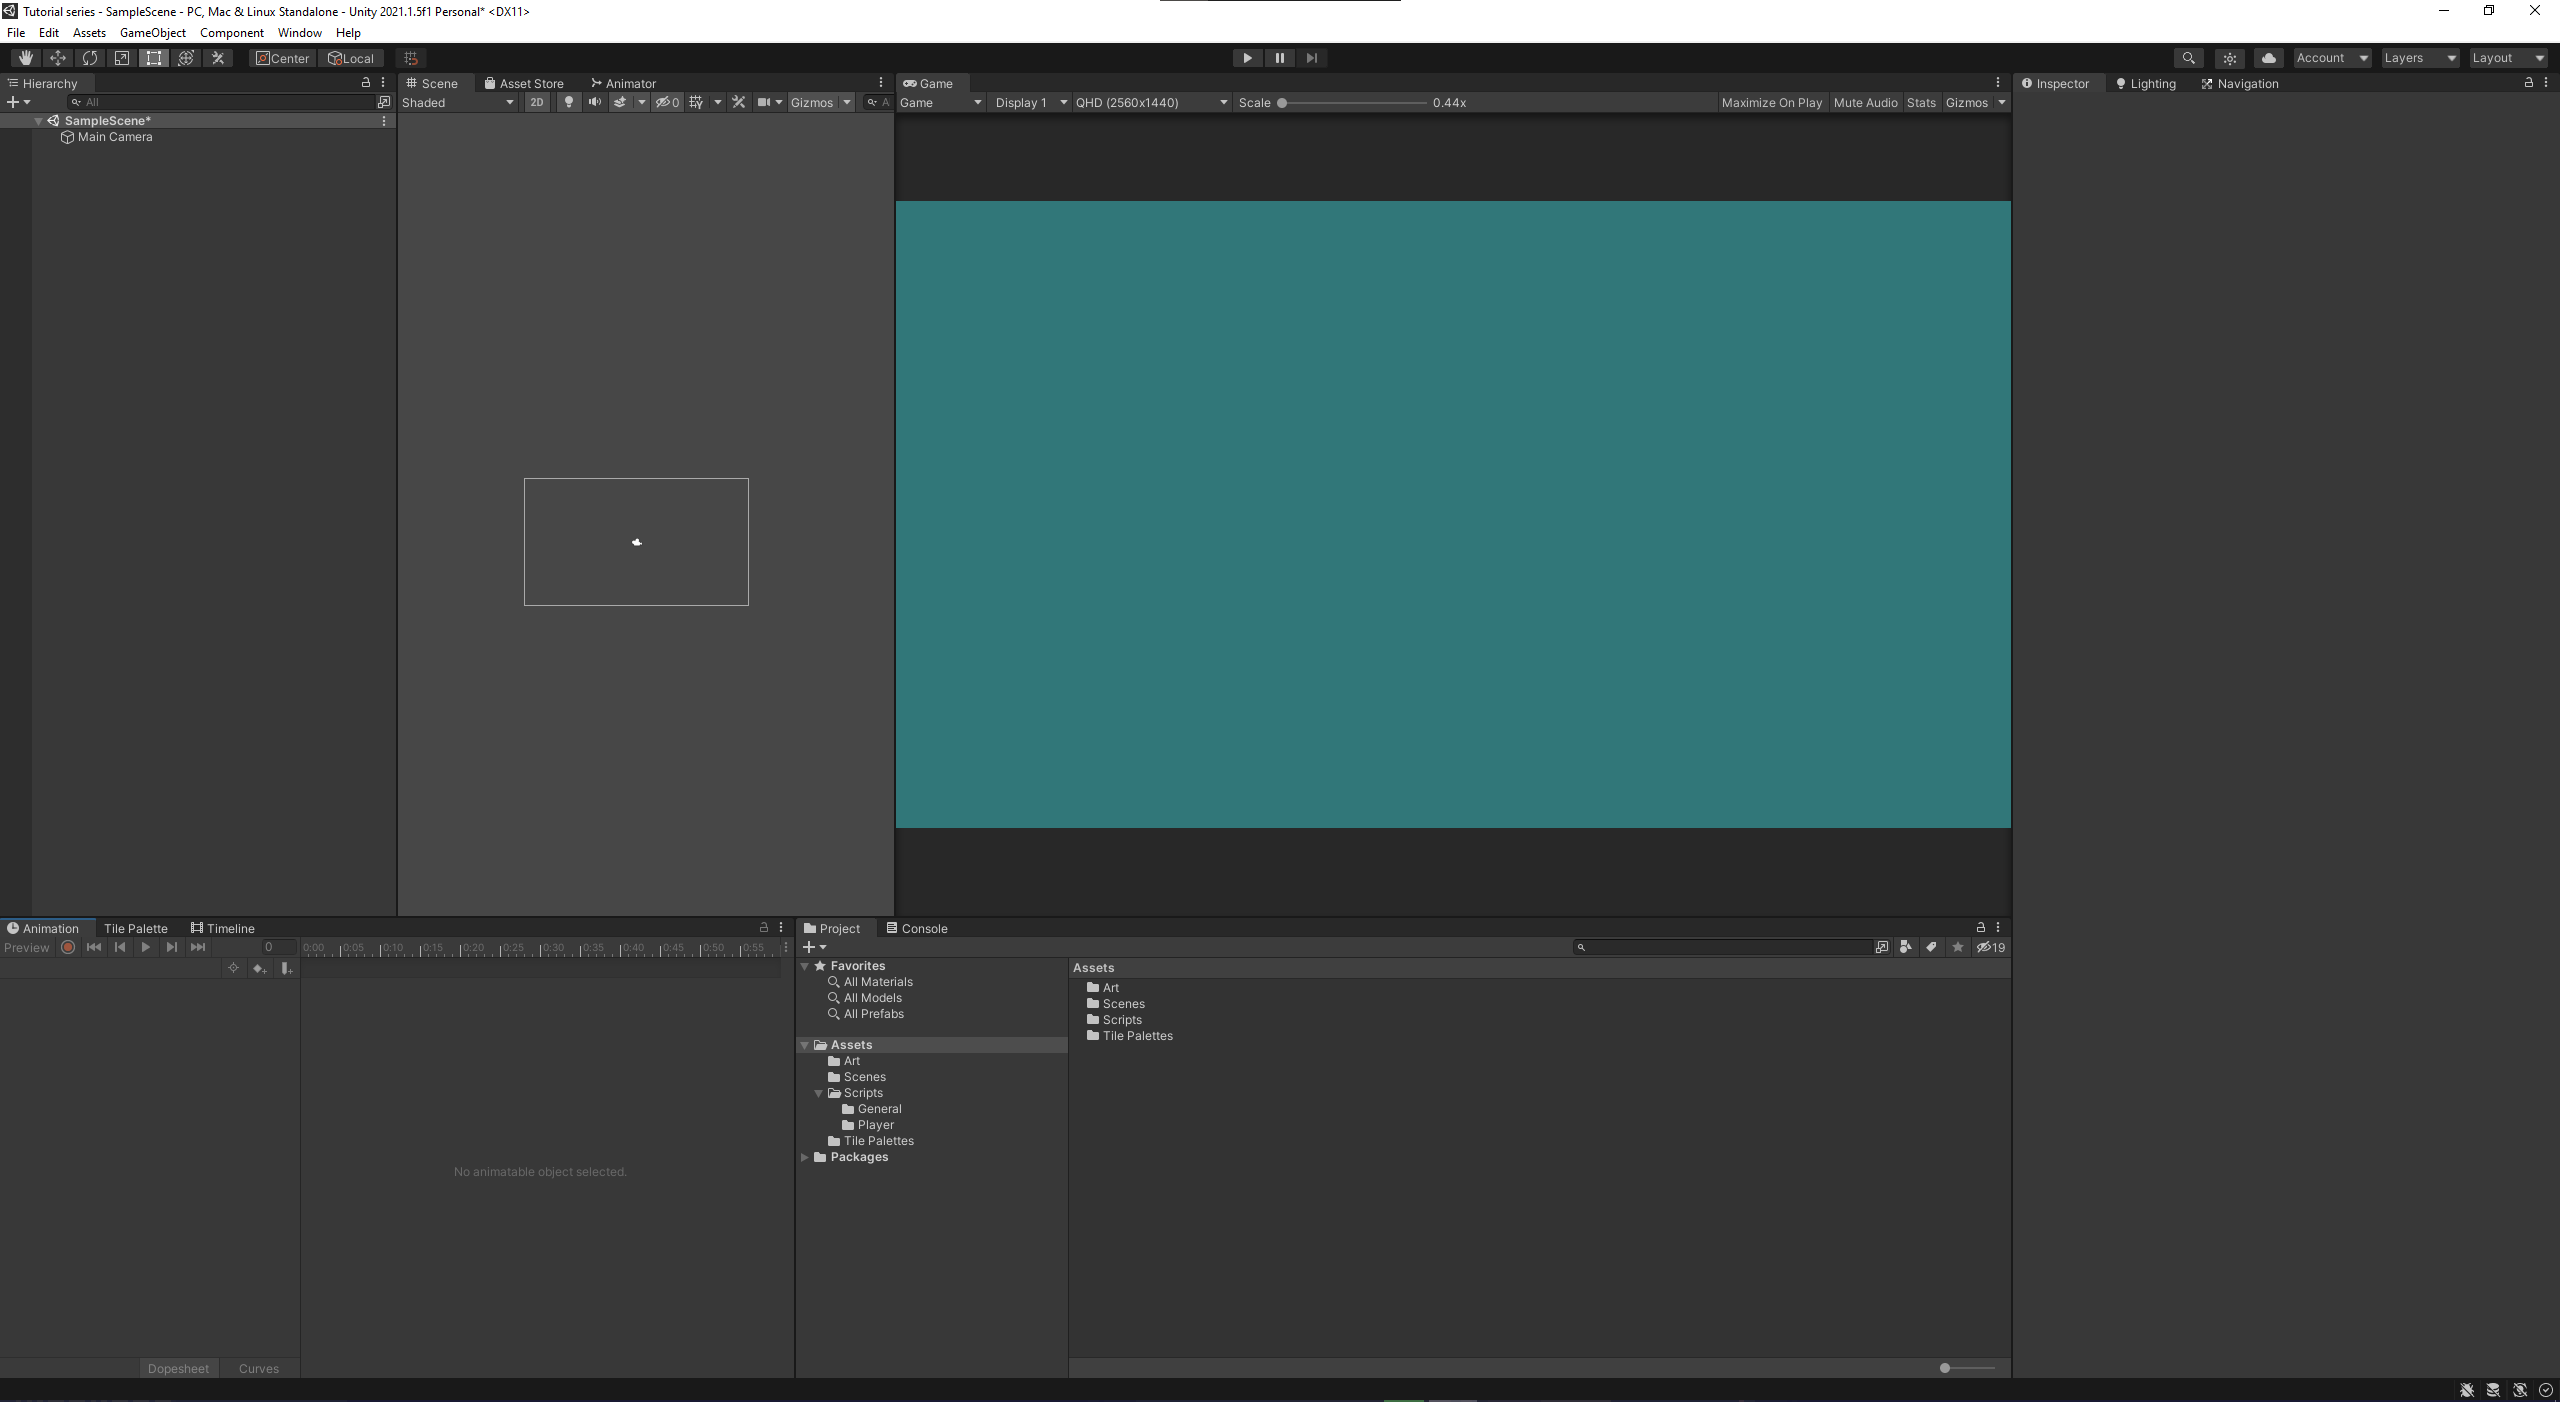 Tutorial series - SampleScene - PC, Mac & Linux Standalone - Unity 2021.1.5f1 Personal* <DX11>
File Edit Assets GameObject Component Window Help
Center Local Account Layers Layout
Hierarchy
All
SampleScene*
Main Camera
Scene Asset Store Animator
Shaded 2D 0 Gizmos A
Game
Game Display 1 QHD (2560x1440) Scale 0.44x Maximize On Play Mute Audio Stats Gizmos
Inspector Lighting Navigation
Animation Tile Palette Timeline
Preview 0 0:00 0:05 0:10 0:15 0:20 0:25 0:30 0:35 0:40 0:45 0:50 0:55
No animatable object selected.
Dopesheet Curves
Project Console
19
Favorites
All Materials
All Models
All Prefabs
Assets
Art
Scenes
Scripts
General
Player
Tile Palettes
Packages
Assets
Art
Scenes
Scripts
Tile Palettes